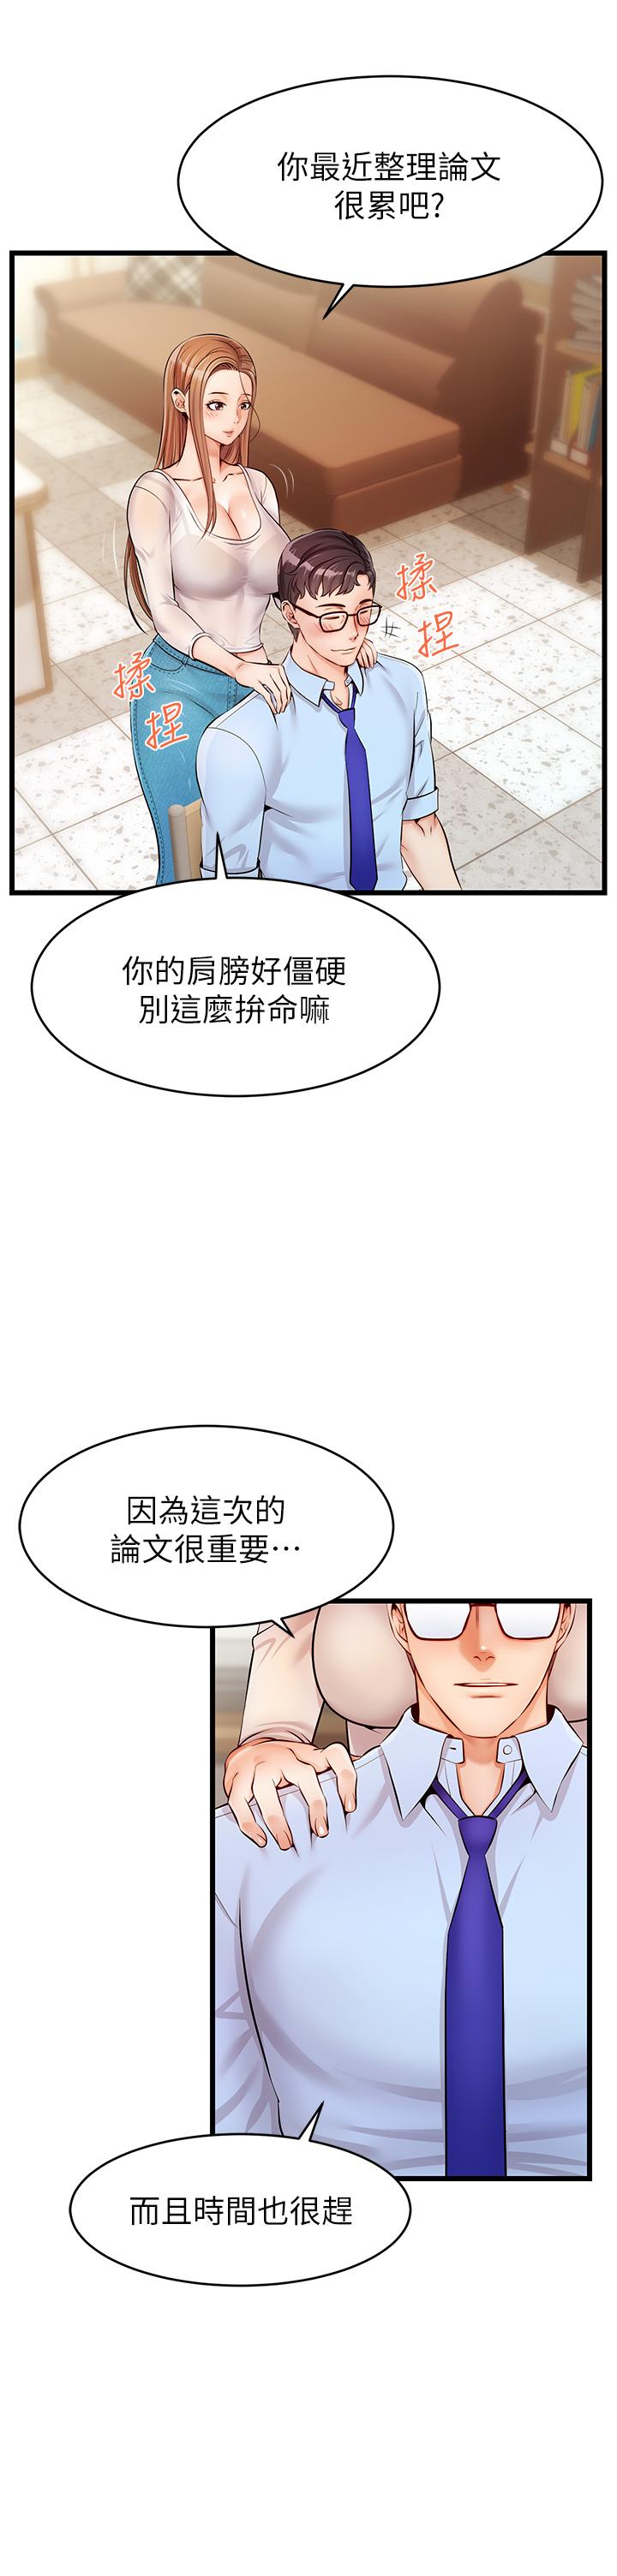 你最近整理論文
很累吧?
揉
捏
揉
捏
你的肩膀好僵硬
別這麼拚命嘛
因為這次的
論文很重要⋯
而且時間也很趕